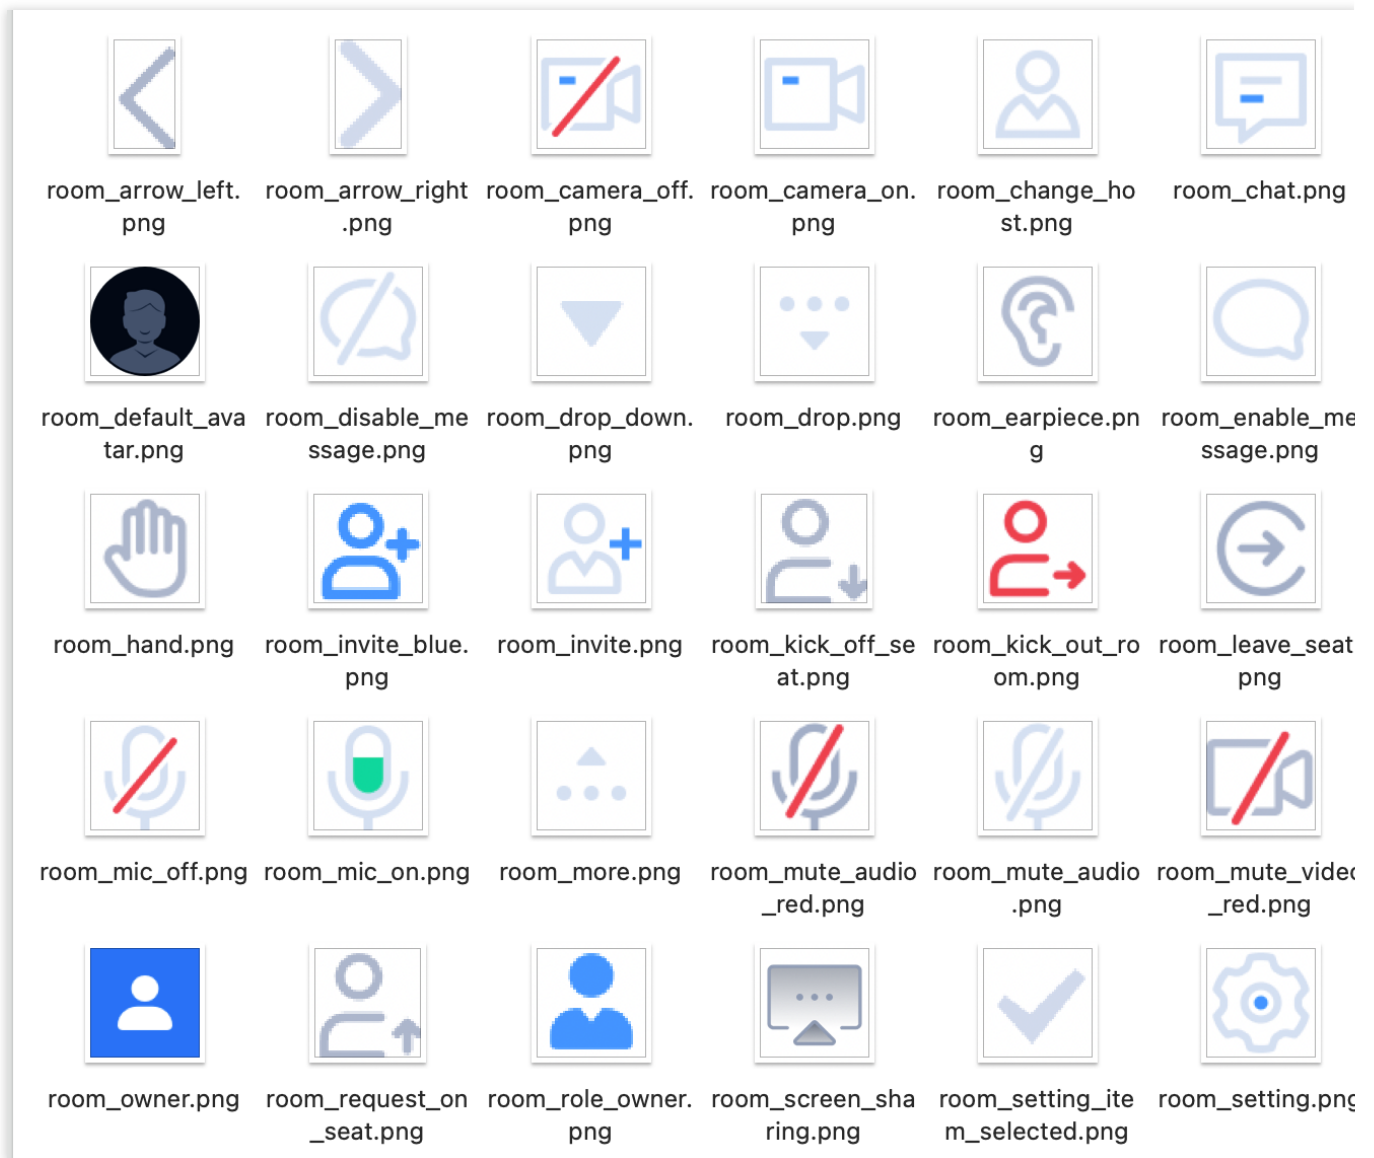 room_arrow_left.
png
room_arrow_right
.png
room_camera_off.
png
room_camera_on.
png
room_change_ho
st.png
room_chat.png
room_default_ava
tar.png
room_disable_me
ssage.png
room_drop_down.
png
room_drop.png
room_earpiece.pn
g
room_enable_me
ssage.png
room_hand.png
room_invite_blue.
png
room_invite.png
room_kick_off_se
at.png
room_kick_out_ro
om.png
room_leave_seat
png
room_mic_off.png
room_mic_on.png
room_more.png
room_mute_audio
_red.png
room_mute_audio
.png
room_mute_video
_red.png
room_owner.png
room_request_on
_seat.png
room_role_owner.
png
room_screen_sha
ring.png
room_setting_ite
m_selected.png
room_setting.png